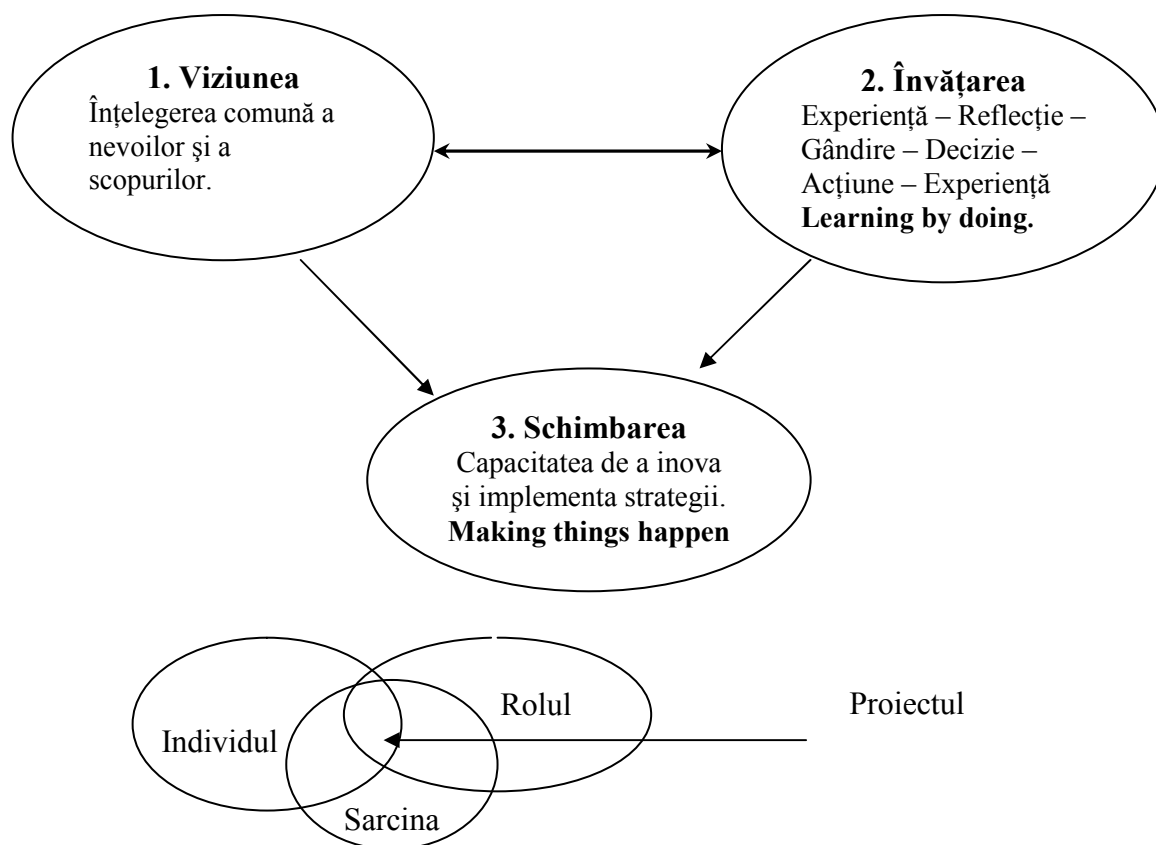 1. Viziunea
Înțelegerea comună a
nevoilor şi a
scopurilor.
2. Învățarea
Experiență – Reflecție –
Gândire – Decizie –
Acțiune – Experiență
Learning by doing.
3. Schimbarea
Capacitatea de a inova
şi implementa strategii.
Making things happen
Individul
Rolul
Sarcina
Proiectul